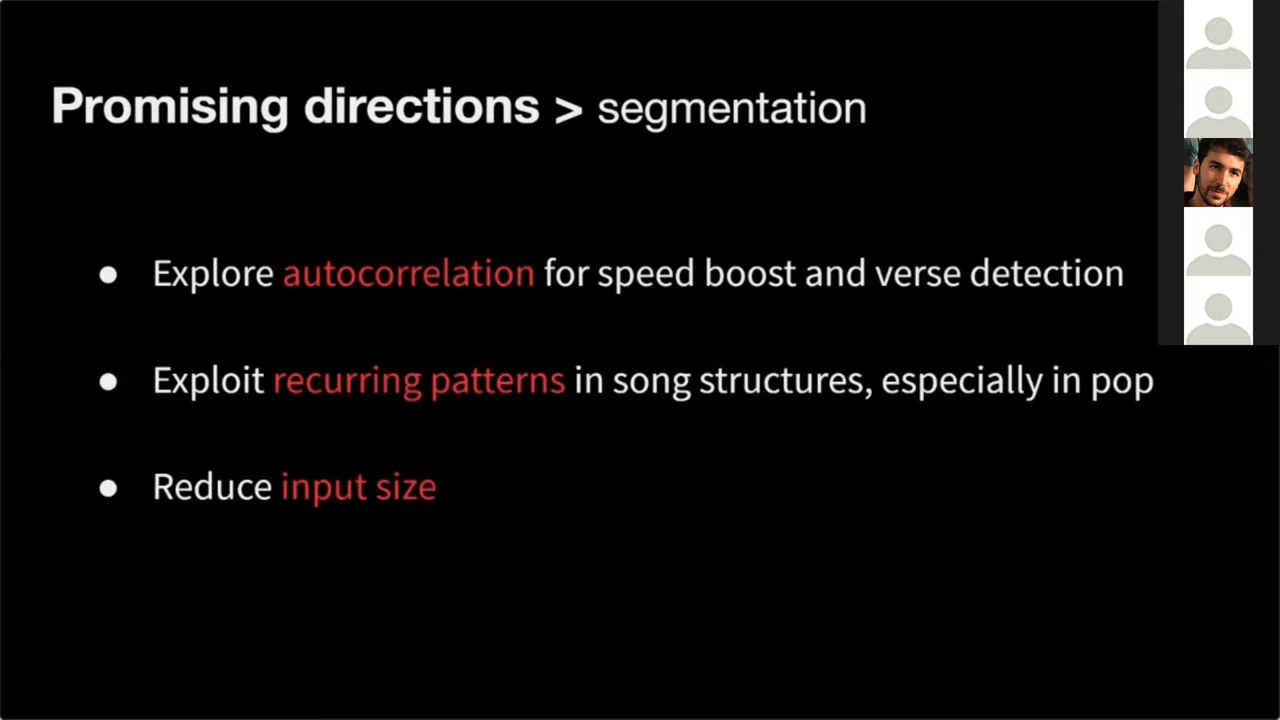 Promising directions > segmentation
● Explore autocorrelation for speed boost and verse detection
● Exploit recurring patterns in song structures, especially in pop
● Reduce input size